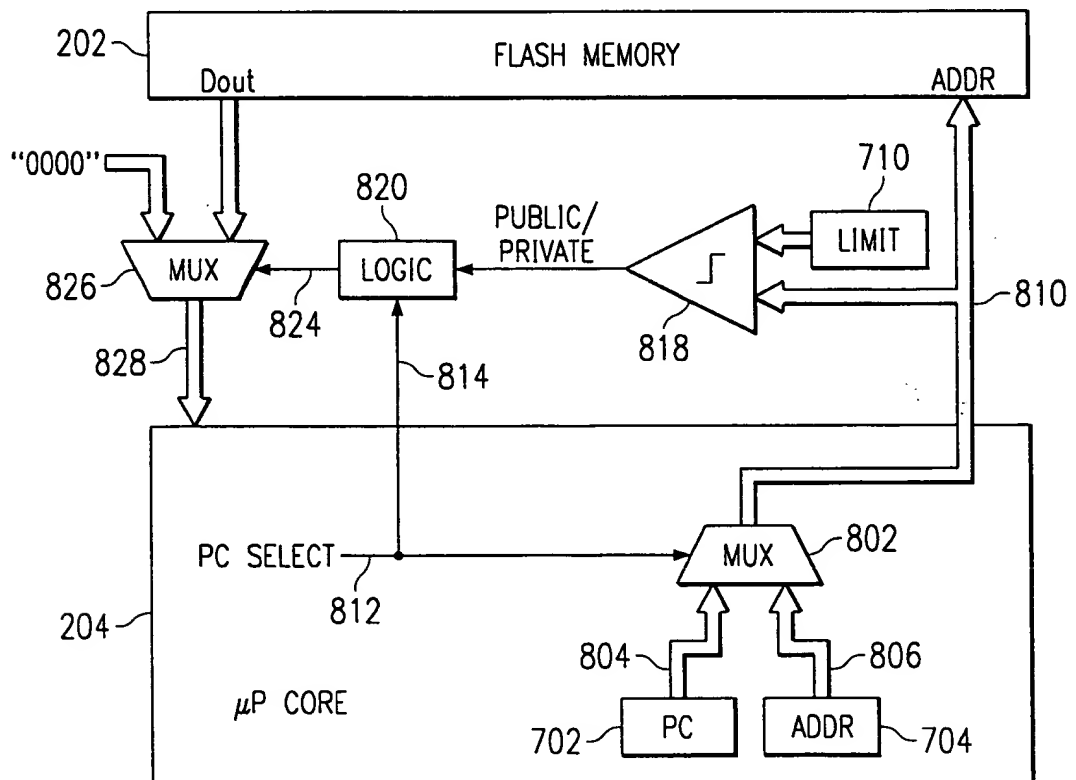 202
FLASH MEMORY
Dout
ADDR
"0000"
710
820
PUBLIC/
PRIVATE
LIMIT
LOGIC
MUX
826
824
818
810
828
814
PC SELECT
812
MUX
802
204
804
806
μP CORE
702
PC
ADDR
704